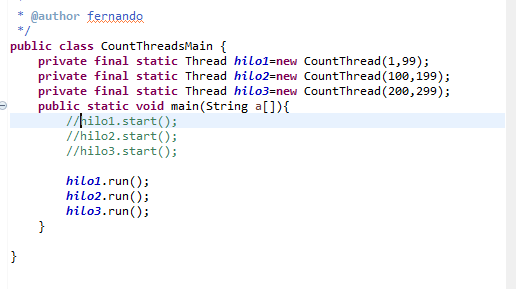 *
* @author fernando
*/
public class CountThreadsMain {
    private final static Thread hilo1=new CountThread(1,99);
    private final static Thread hilo2=new CountThread(100,199);
    private final static Thread hilo3=new CountThread(200,299);
    public static void main(String a[]){
        //hilo1.start();
        //hilo2.start();
        //hilo3.start();

        hilo1.run();
        hilo2.run();
        hilo3.run();
    }

}